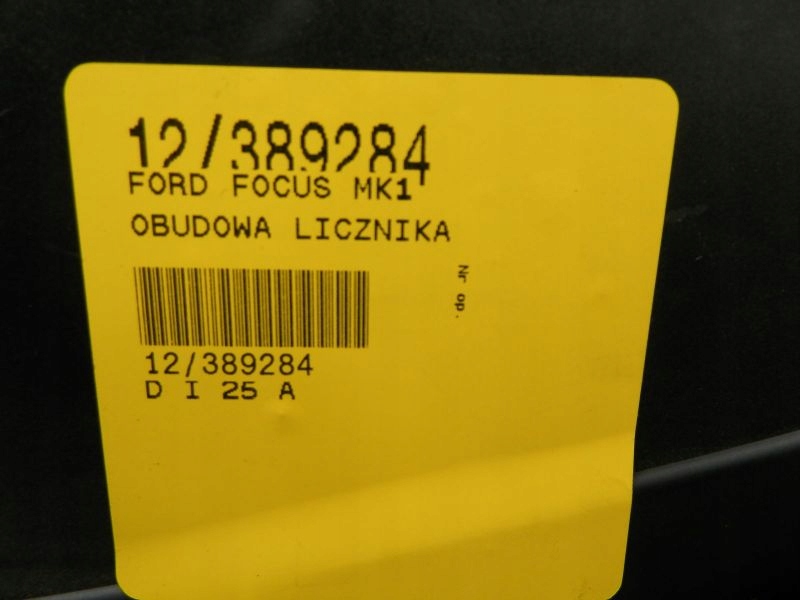 12/389284
FORD FOCUS MK1
OBUDOWA LICZNIKA
Nr op.
12/389284
D I 25 A